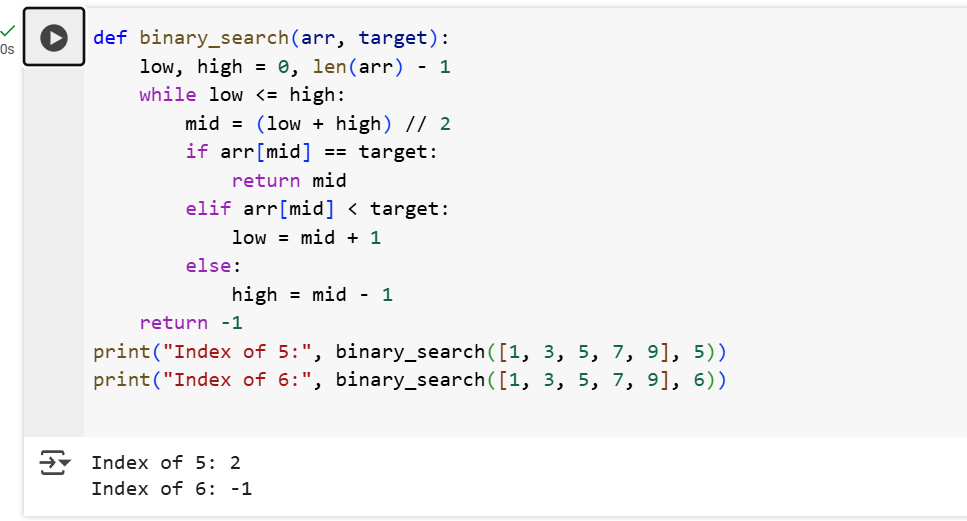 0s
def binary_search(arr, target):
    low, high = 0, len(arr) - 1
    while low <= high:
        mid = (low + high) // 2
        if arr[mid] == target:
            return mid
        elif arr[mid] < target:
            low = mid + 1
        else:
            high = mid - 1
    return -1
print("Index of 5:", binary_search([1, 3, 5, 7, 9], 5))
print("Index of 6:", binary_search([1, 3, 5, 7, 9], 6))
Index of 5: 2
Index of 6: -1